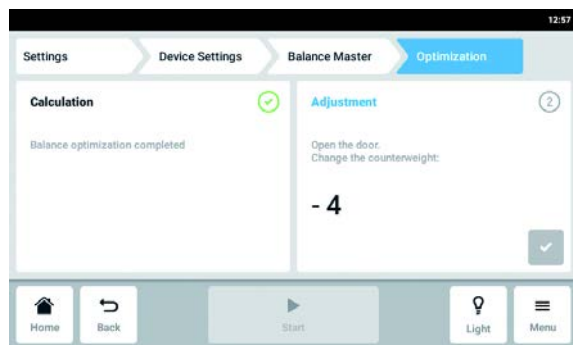 12:57
Settings
Device Settings
Balance Master
Optimization
Calculation
Balance optimization completed
Adjustment
2
Open the door.
Change the counterweight:
- 4
Home
Back
Start
Light
Menu